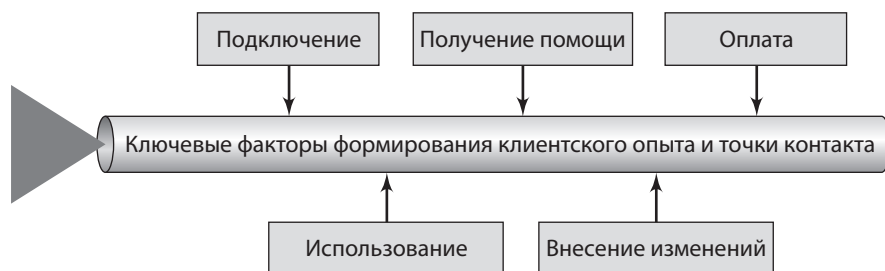 Подключение
Получение помощи
Оплата
Ключевые факторы формирования клиентского опыта и точки контакта
Использование
Внесение изменений